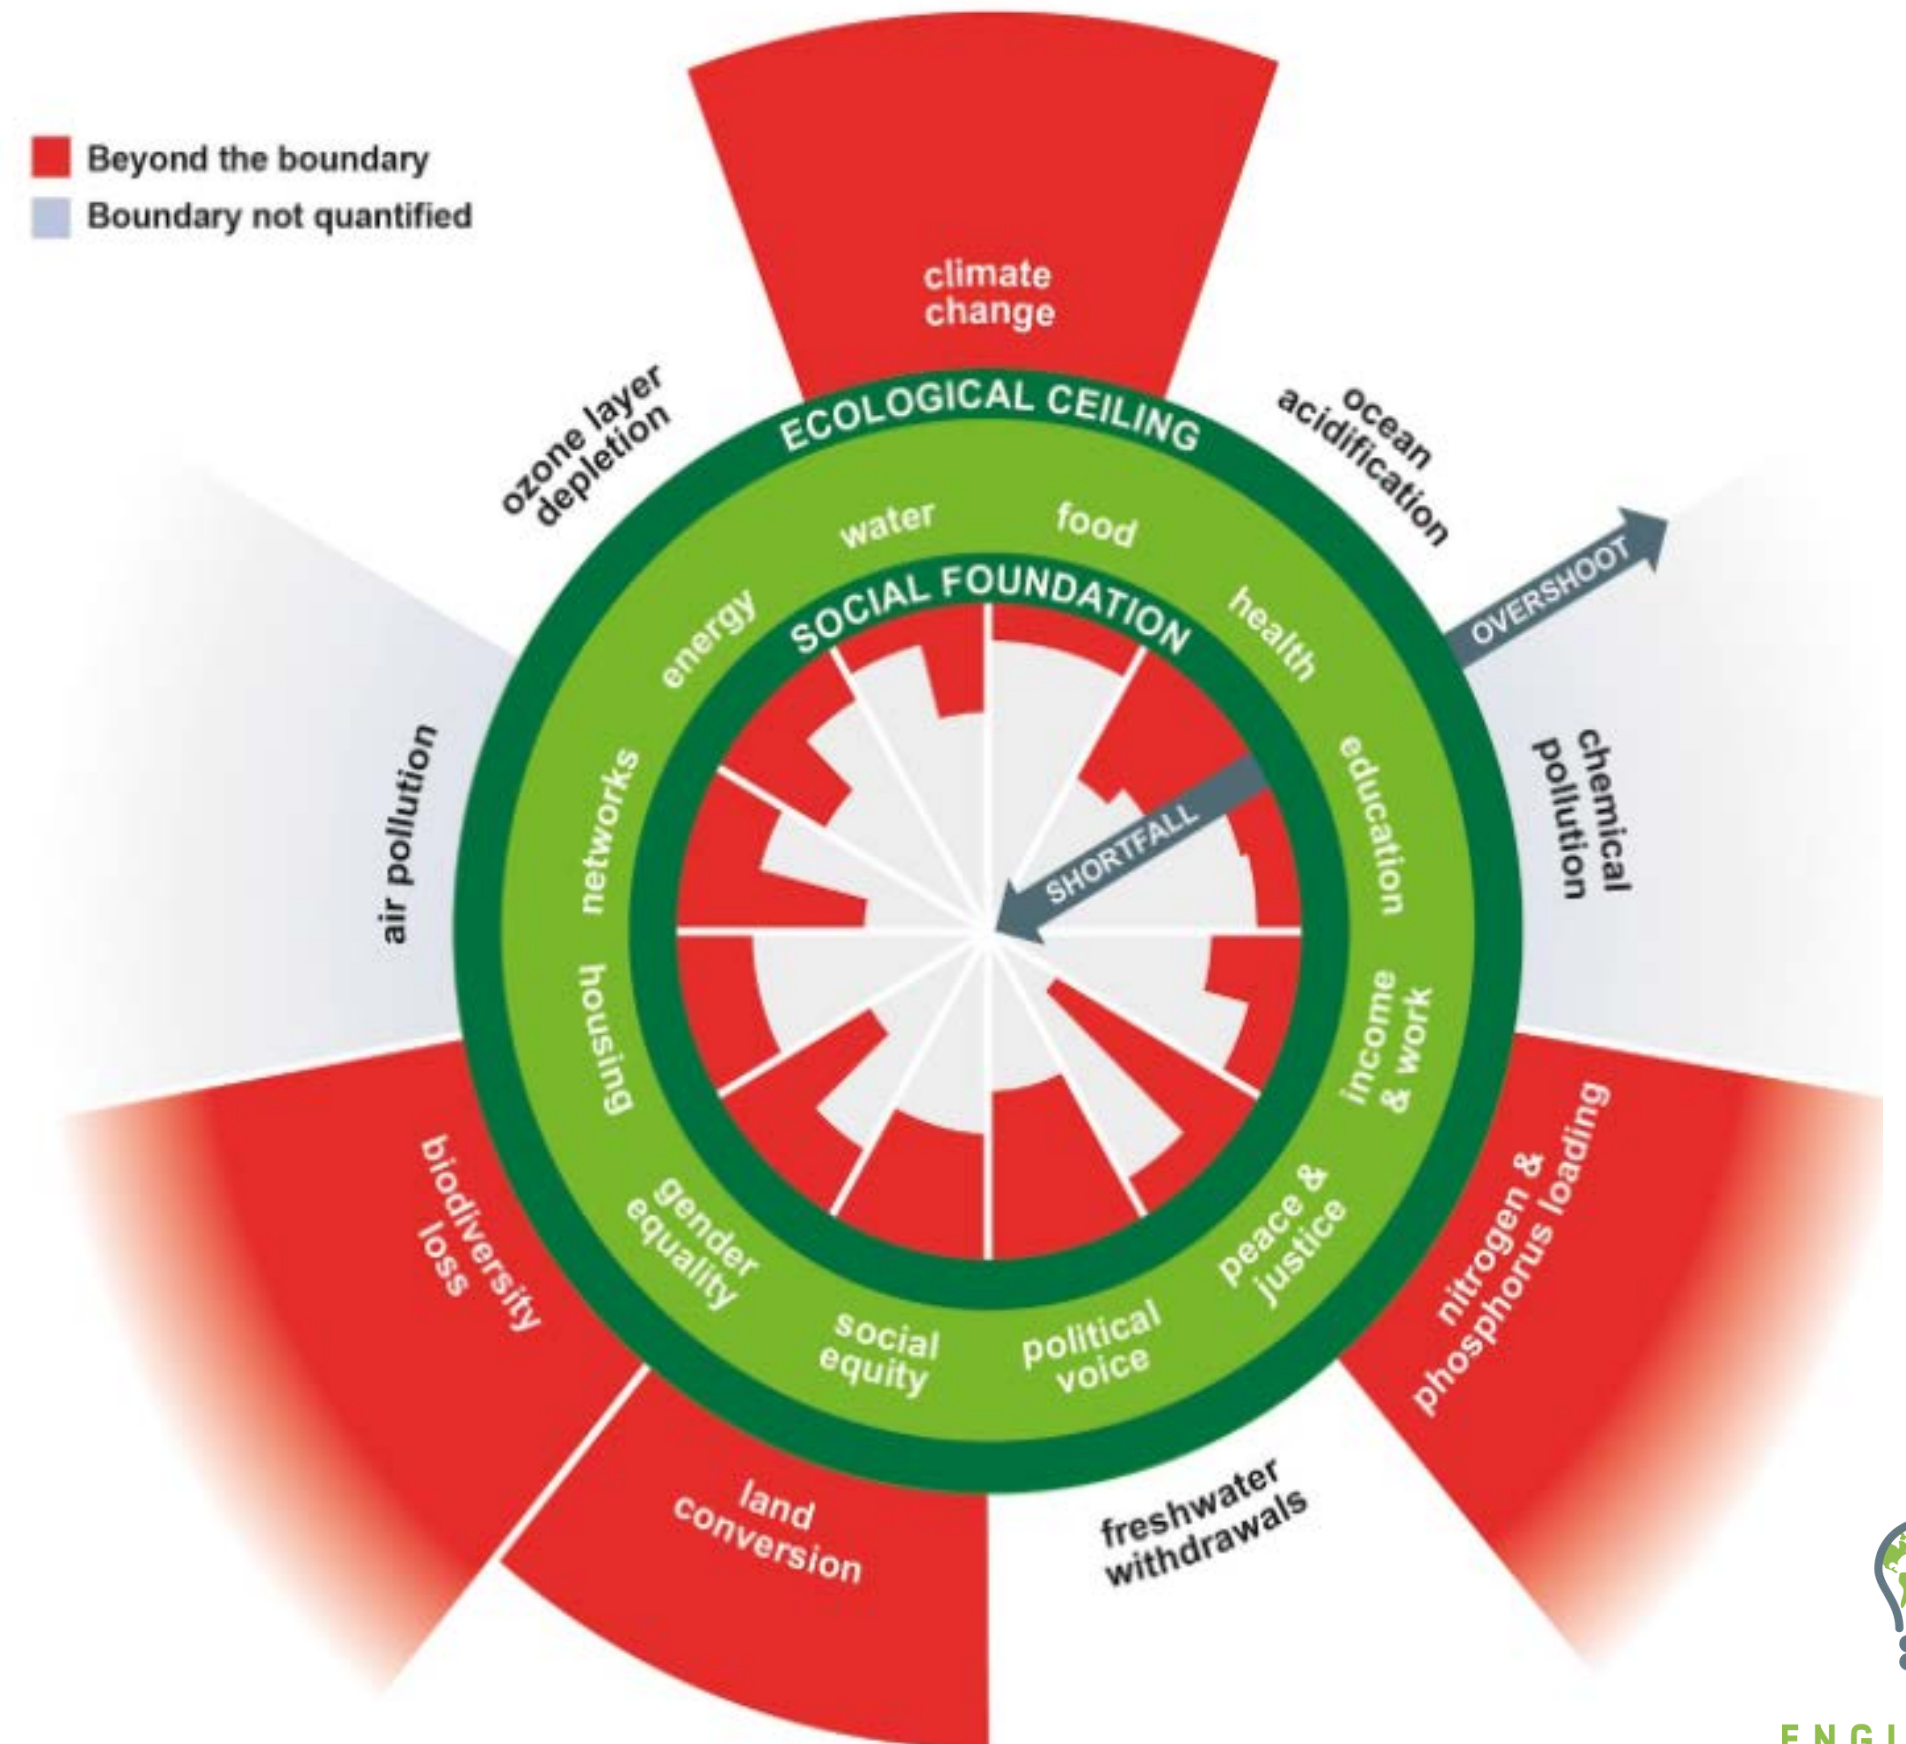 Beyond the boundary
Boundary not quantified
climate
change
ocean
acidification
chemical
pollution
nitrogen &
phosphorus loading
freshwater
withdrawals
land
conversion
biodiversity
loss
air pollution
ozone layer
depletion
ECOLOGICAL CEILING
OVERSHOOT
water
food
health
education
income
& work
peace &
justice
political
voice
social
equity
gender
equality
housing
networks
energy
SOCIAL FOUNDATION
SHORTFALL